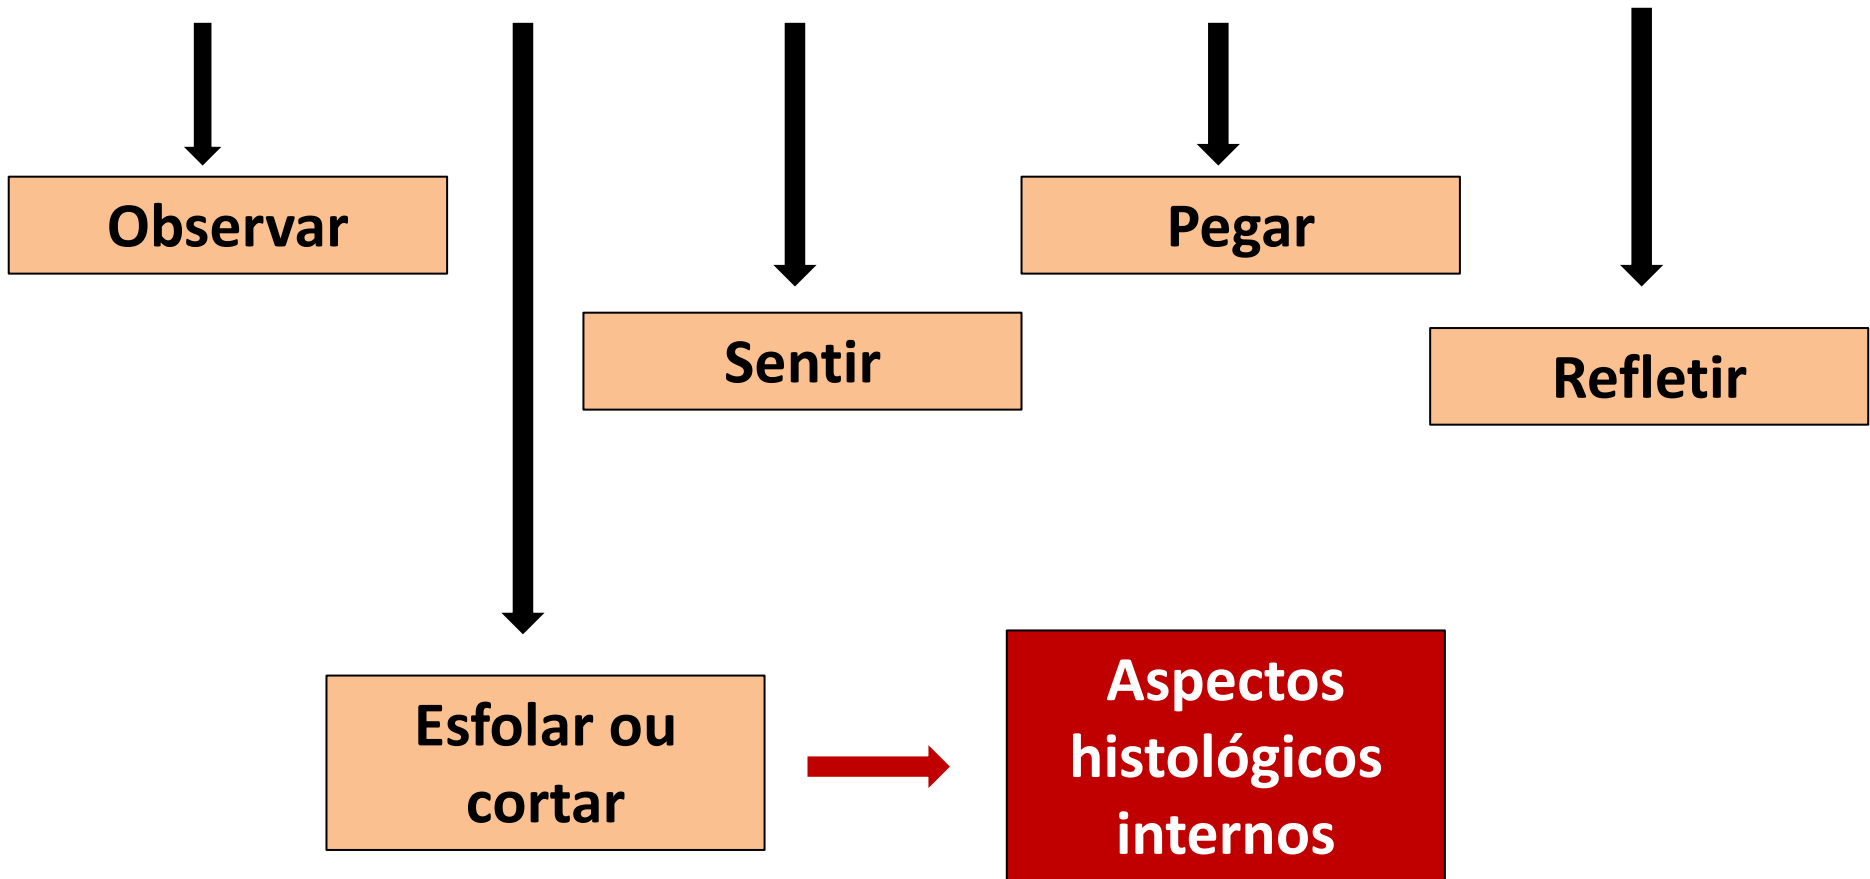 Observar
Pegar
Sentir
Refletir
Esfolar ou
cortar
Aspectos
histológicos
internos